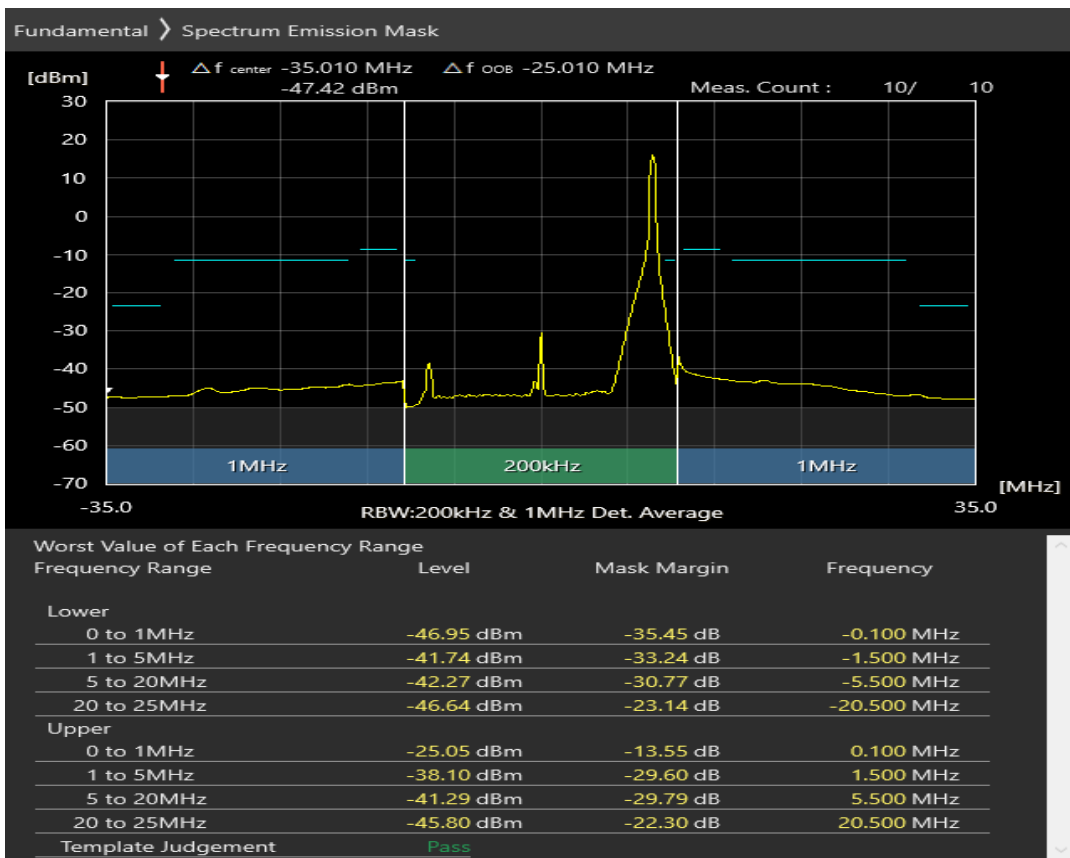 Fundamental 〉 Spectrum Emission Mask
[dBm] △f center -35.010 MHz △f OOB -25.010 MHz
-47.42 dBm Meas. Count : 10/ 10
30
20
10
0
-10
-20
-30
-40
-50
-60
1MHz 200kHz 1MHz
-70 [MHz]
-35.0 RBW:200kHz & 1MHz Det. Average 35.0
Worst Value of Each Frequency Range
Frequency Range Level Mask Margin Frequency
Lower
0 to 1MHz -46.95 dBm -35.45 dB -0.100 MHz
1 to 5MHz -41.74 dBm -33.24 dB -1.500 MHz
5 to 20MHz -42.27 dBm -30.77 dB -5.500 MHz
20 to 25MHz -46.64 dBm -23.14 dB -20.500 MHz
Upper
0 to 1MHz -25.05 dBm -13.55 dB 0.100 MHz
1 to 5MHz -38.10 dBm -29.60 dB 1.500 MHz
5 to 20MHz -41.29 dBm -29.79 dB 5.500 MHz
20 to 25MHz -45.80 dBm -22.30 dB 20.500 MHz
Template Judgement Pass